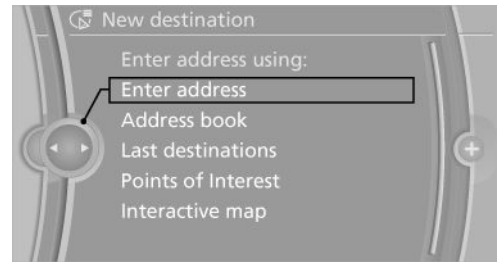 New destination
Enter address using:
Enter address
Address book
Last destinations
Points of Interest
Interactive map